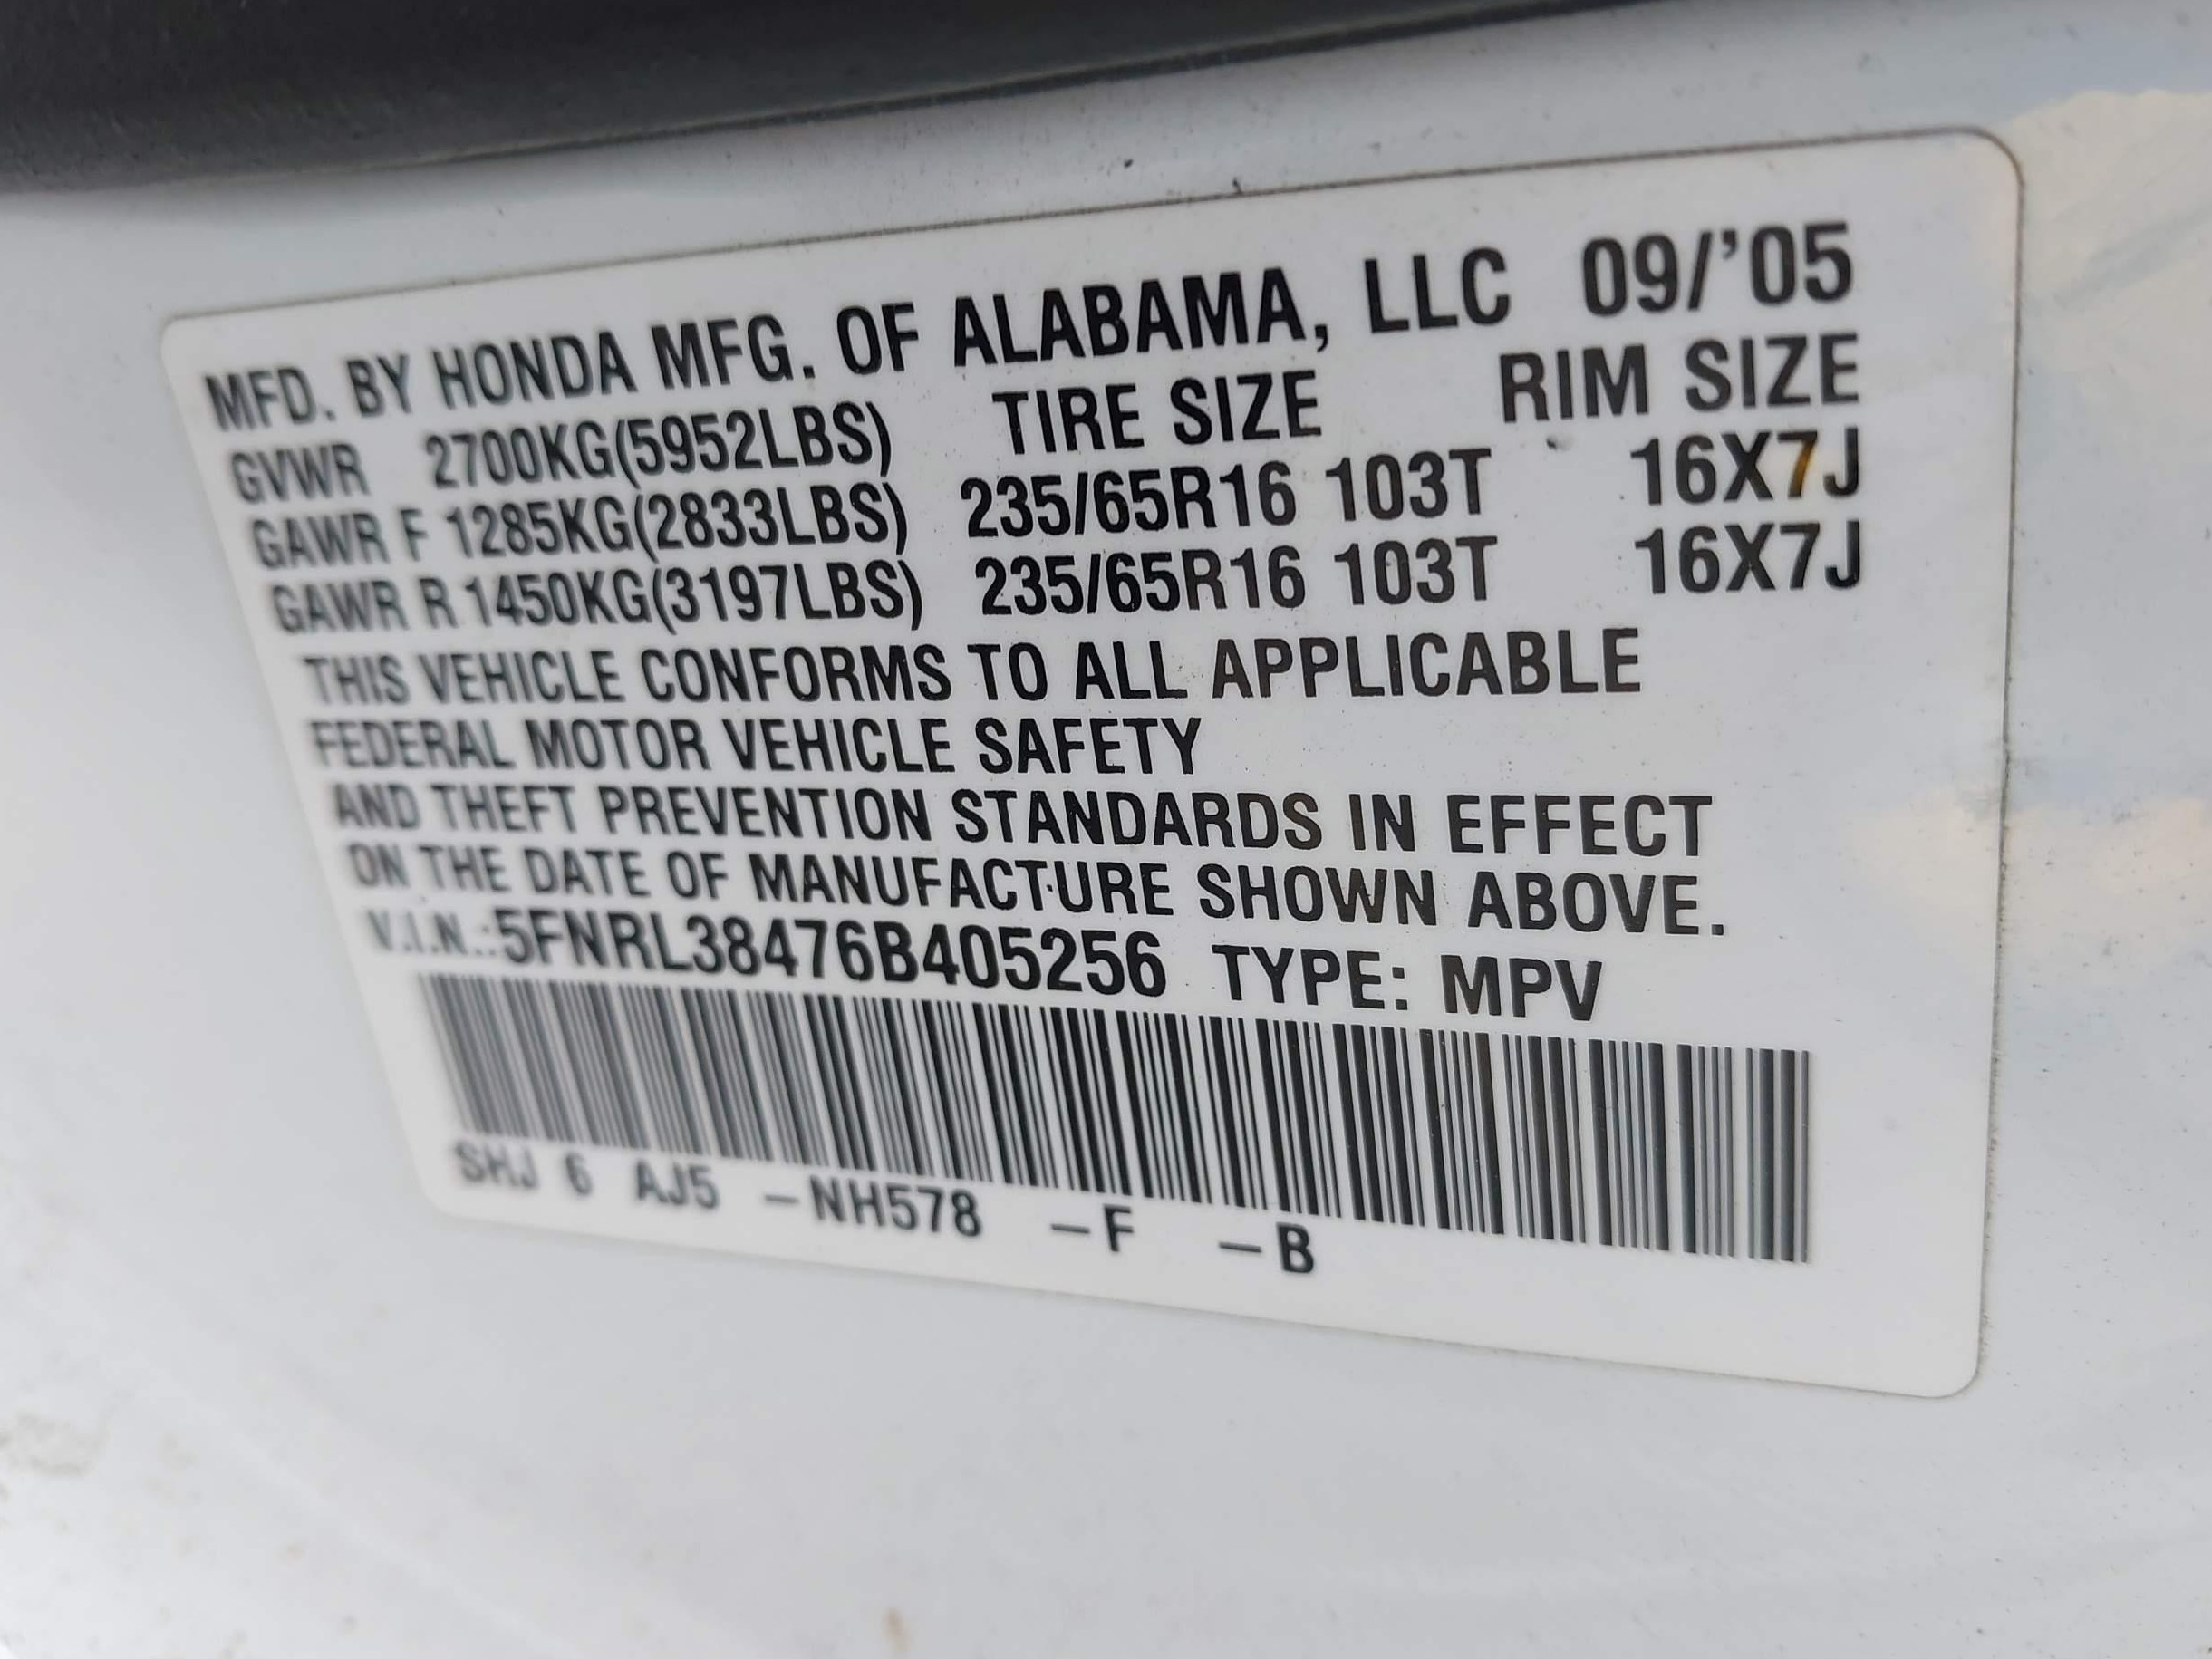 MFD. BY HONDA MFG. OF ALABAMA, LLC 09/'05
GVWR 2700KG(5952LBS) TIRE SIZE RIM SIZE
GAWR F 1285KG(2833LBS) 235/65R16 103T 16X7J
GAWR R 1450KG(3197LBS) 235/65R16 103T 16X7J
THIS VEHICLE CONFORMS TO ALL APPLICABLE
FEDERAL MOTOR VEHICLE SAFETY
AND THEFT PREVENTION STANDARDS IN EFFECT
ON THE DATE OF MANUFACTURE SHOWN ABOVE.
V.I.N.:5FNRL38476B405256 TYPE: MPV
SHJ 6 AJ5 –NH578 –F –B